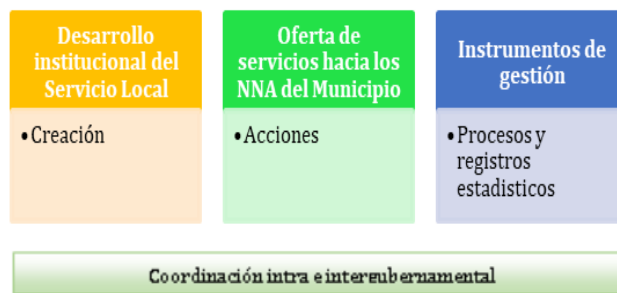 Desarrollo
institucional del
Servicio Local
• Creación
Oferta de
servicios hacia los
NNA del Municipio
• Acciones
Instrumentos de
gestión
• Procesos y
registros
estadisticos
Coordinación intra e intergubernamental